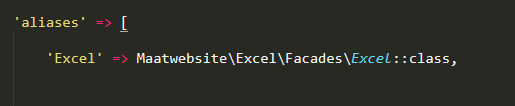 'aliases' => [
'Excel' => Maatwebsite\Excel\Facades\Excel::class,